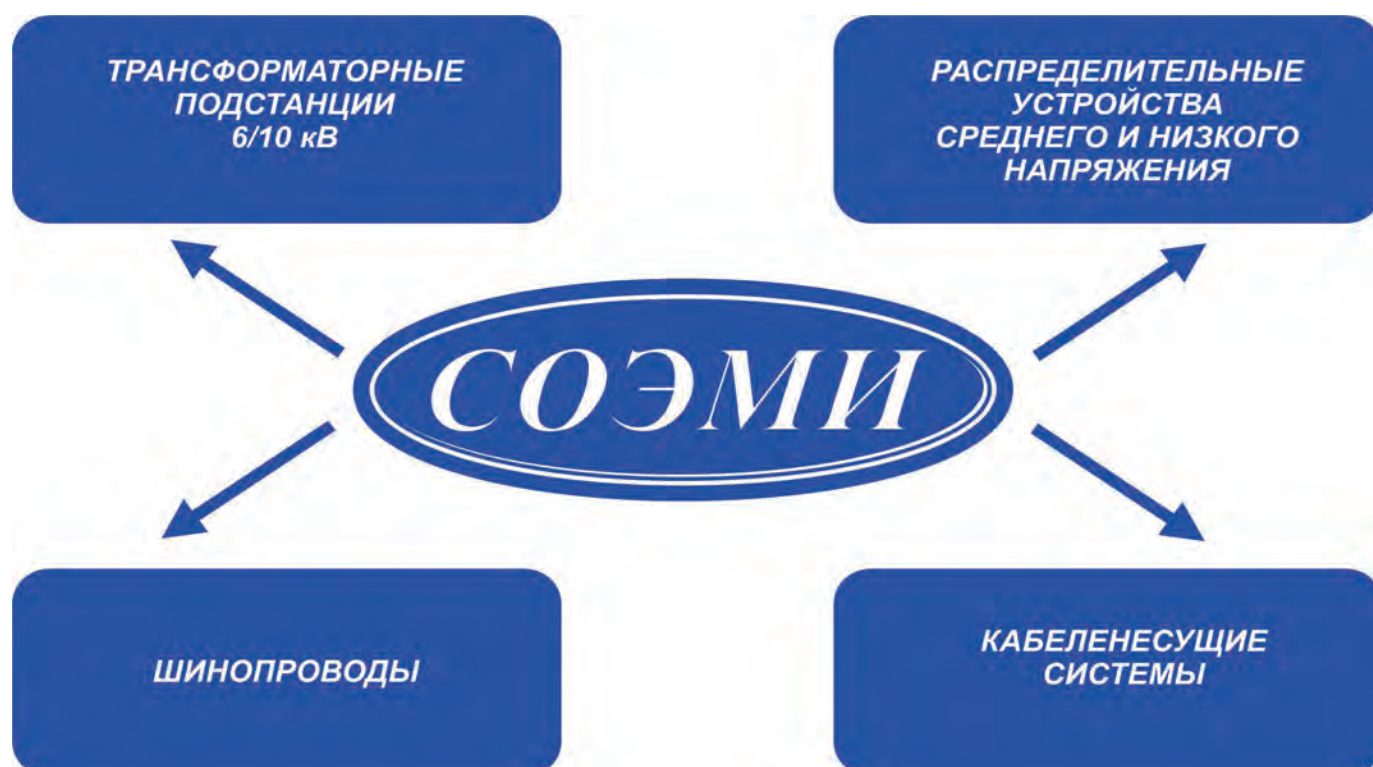 ТРАНСФОРМАТОРНЫЕ
ПОДСТАНЦИИ
6/10 кВ
РАСПРЕДЕЛИТЕЛЬНЫЕ
УСТРОЙСТВА
СРЕДНЕГО И НИЗКОГО
НАПРЯЖЕНИЯ
СОЭМИ
ШИНОПРОВОДЫ
КАБЕЛЕНЕСУЩИЕ
СИСТЕМЫ